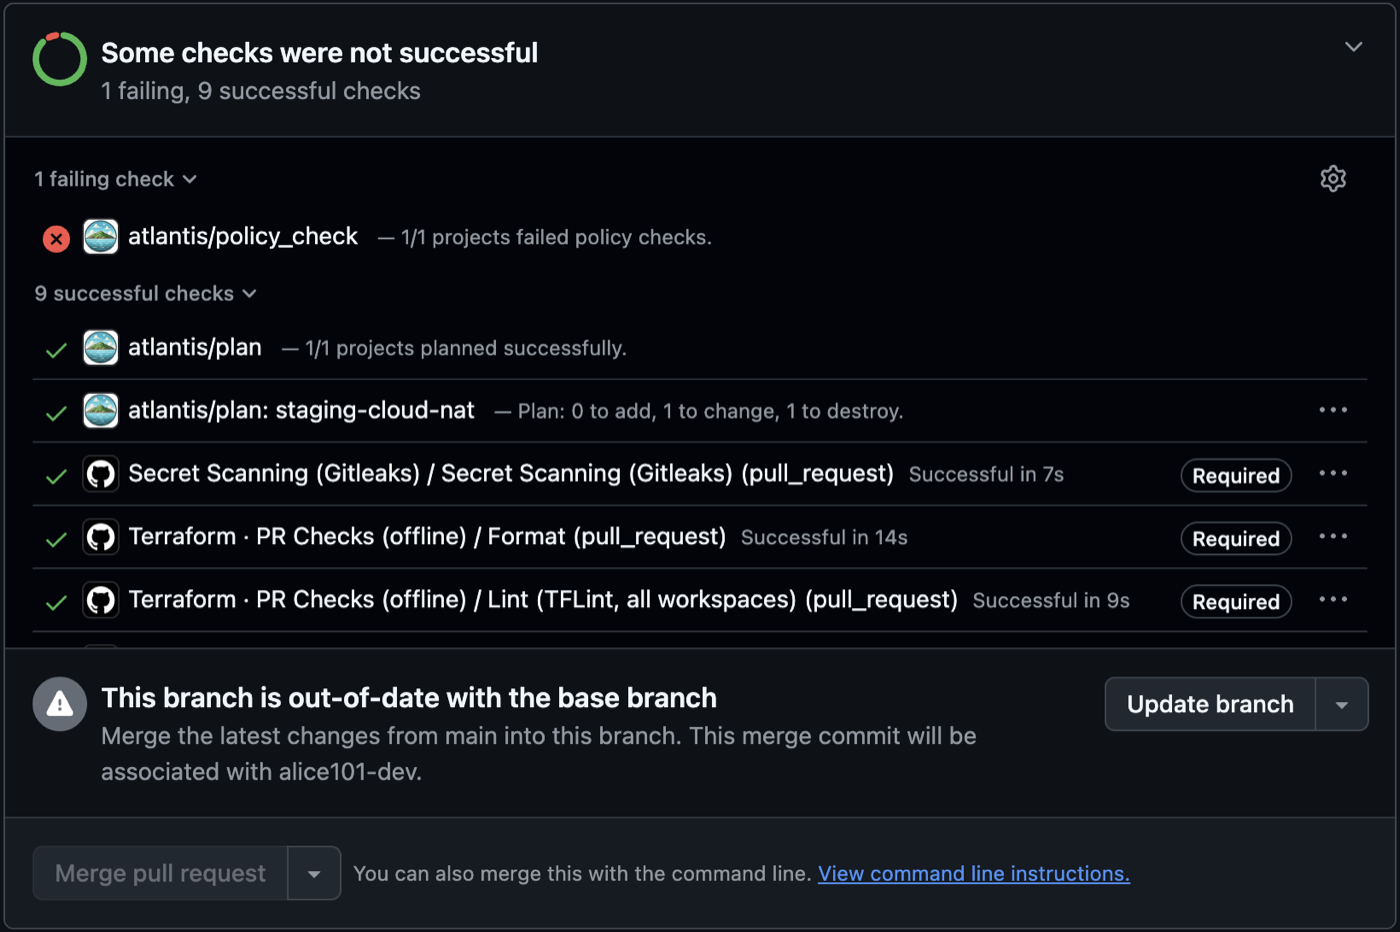 Some checks were not successful
1 failing, 9 successful checks
1 failing check
atlantis/policy_check — 1/1 projects failed policy checks.
9 successful checks
atlantis/plan — 1/1 projects planned successfully.
atlantis/plan: staging-cloud-nat — Plan: 0 to add, 1 to change, 1 to destroy.
Secret Scanning (Gitleaks) / Secret Scanning (Gitleaks) (pull_request) Successful in 7s Required
Terraform · PR Checks (offline) / Format (pull_request) Successful in 14s Required
Terraform · PR Checks (offline) / Lint (TFLint, all workspaces) (pull_request) Successful in 9s Required
This branch is out-of-date with the base branch
Update branch
Merge the latest changes from main into this branch. This merge commit will be
associated with alice101-dev.
Merge pull request You can also merge this with the command line. View command line instructions.